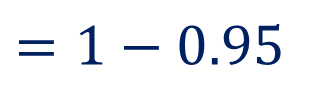 = 1 − 0.95